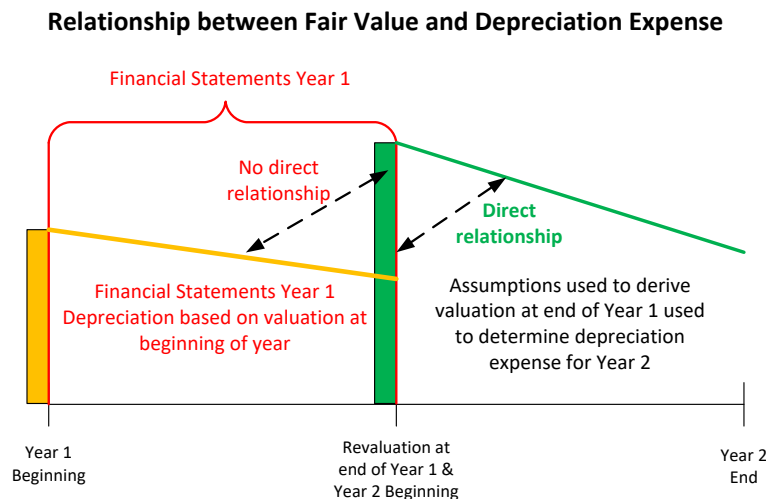 Relationship between Fair Value and Depreciation Expense
Financial Statements Year 1
No direct
relationship
Direct
relationship
Financial Statements Year 1
Depreciation based on valuation at
beginning of year
Assumptions used to derive
valuation at end of Year 1 used
to determine depreciation
expense for Year 2
Year 1
Beginning
Revaluation at
end of Year 1 &
Year 2 Beginning
Year 2
End